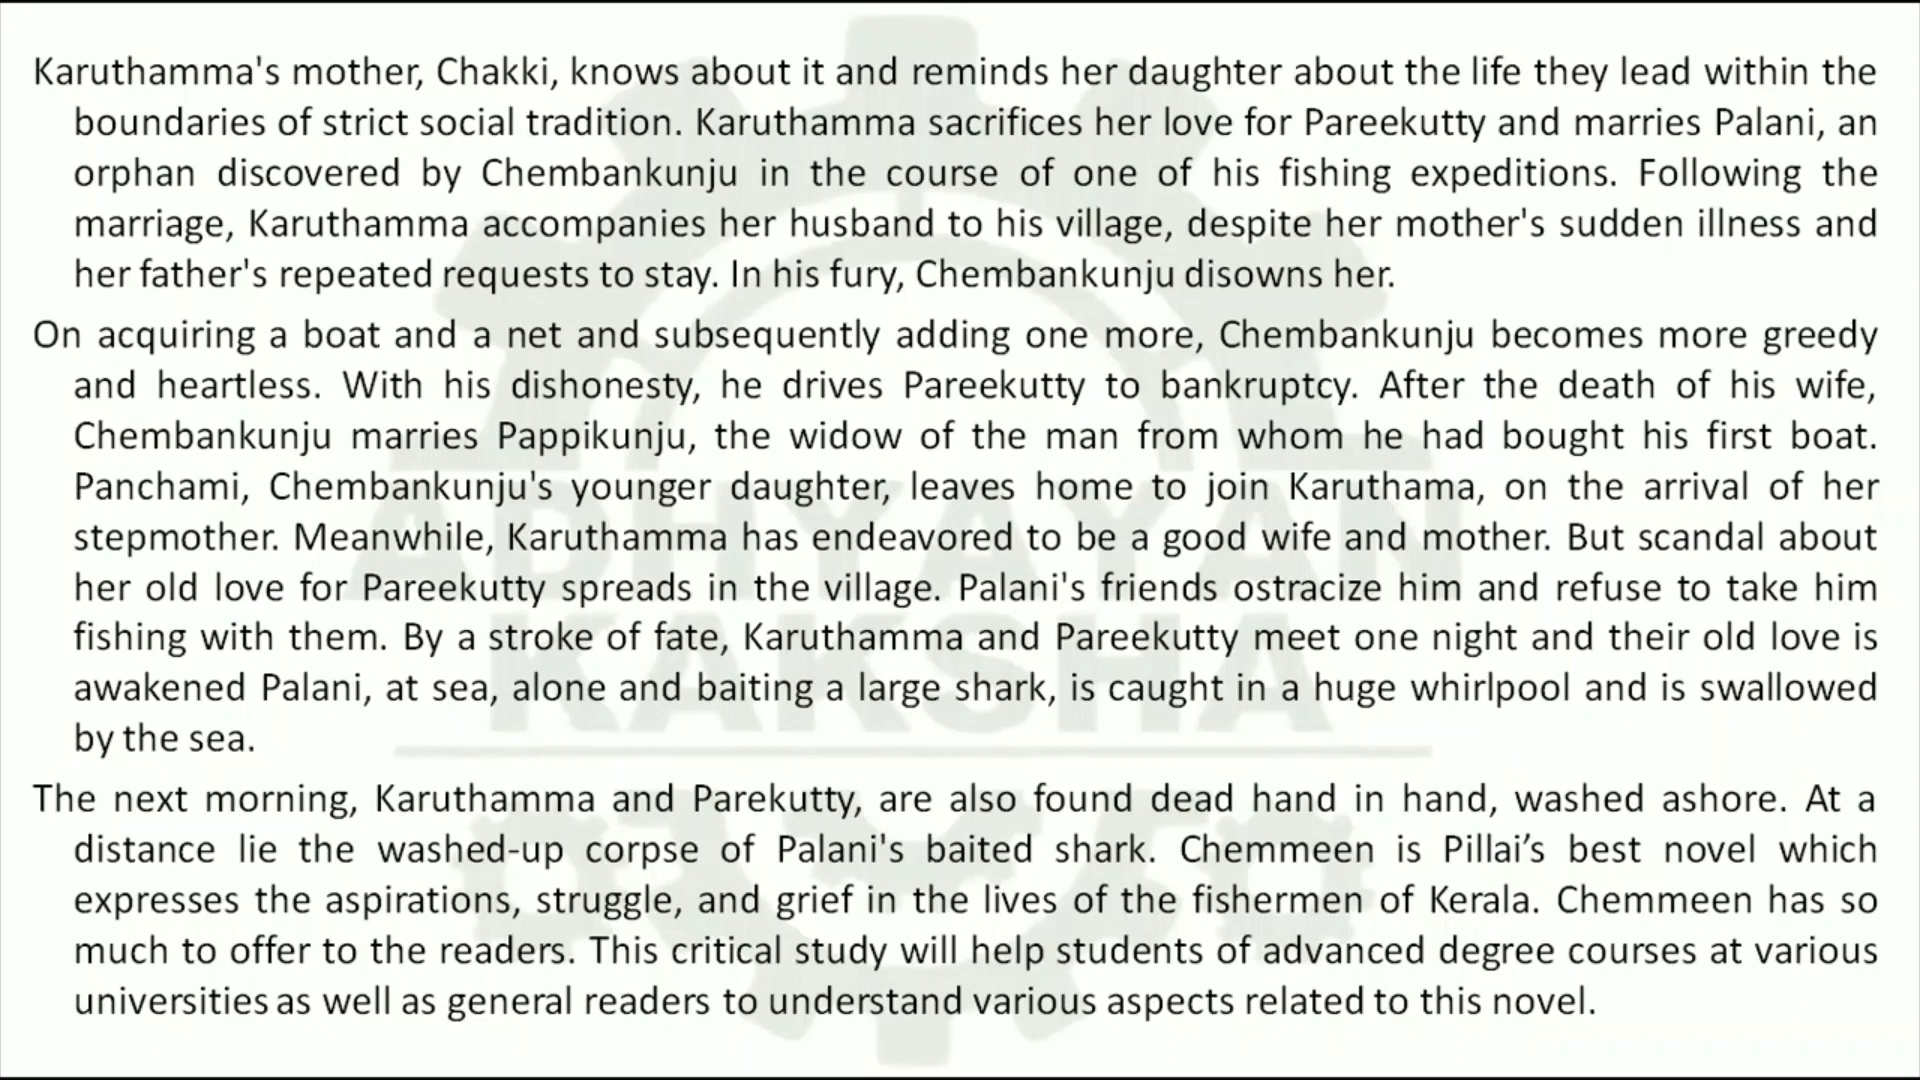 Karuthamma's mother, Chakki, knows about it and reminds her daughter about the life they lead within the
boundaries of strict social tradition. Karuthamma sacrifices her love for Pareekutty and marries Palani, an
orphan discovered by Chembankunju in the course of one of his fishing expeditions. Following the
marriage, Karuthamma accompanies her husband to his village, despite her mother's sudden illness and
her father's repeated requests to stay. In his fury, Chembankunju disowns her.
On acquiring a boat and a net and subsequently adding one more, Chembankunju becomes more greedy
and heartless. With his dishonesty, he drives Pareekutty to bankruptcy. After the death of his wife,
Chembankunju marries Pappikunju, the widow of the man from whom he had bought his first boat.
Panchami, Chembankunju's younger daughter, leaves home to join Karuthama, on the arrival of her
stepmother. Meanwhile, Karuthamma has endeavored to be a good wife and mother. But scandal about
her old love for Pareekutty spreads in the village. Palani's friends ostracize him and refuse to take him
fishing with them. By a stroke of fate, Karuthamma and Pareekutty meet one night and their old love is
awakened Palani, at sea, alone and baiting a large shark, is caught in a huge whirlpool and is swallowed
by the sea.
The next morning, Karuthamma and Parekutty, are also found dead hand in hand, washed ashore. At a
distance lie the washed-up corpse of Palani's baited shark. Chemmeen is Pillai’s best novel which
expresses the aspirations, struggle, and grief in the lives of the fishermen of Kerala. Chemmeen has so
much to offer to the readers. This critical study will help students of advanced degree courses at various
universities as well as general readers to understand various aspects related to this novel.
ADHYAYAN
KAKSHA